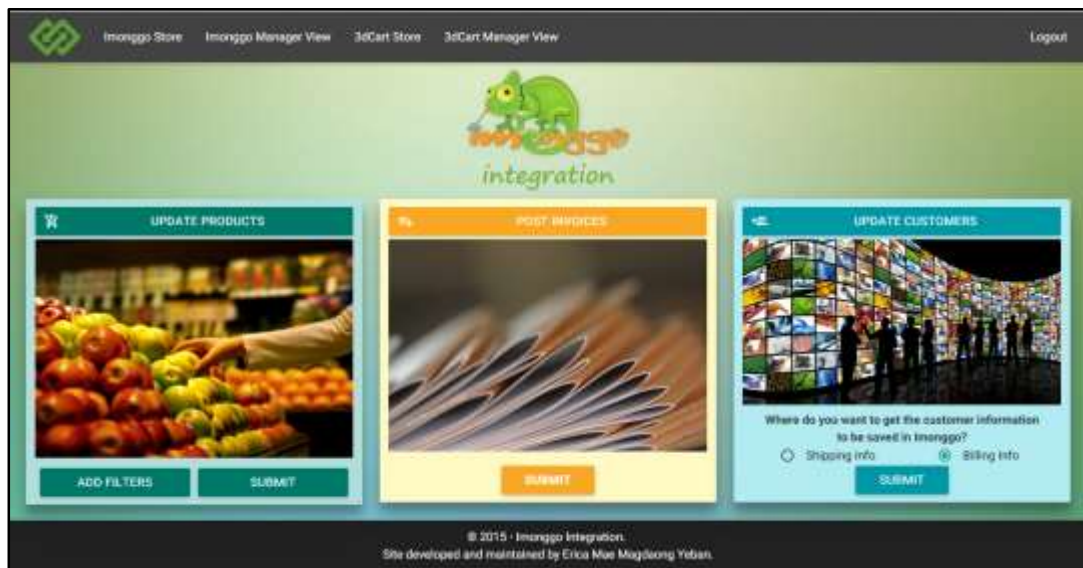 Imonggo Store Imonggo Manager View 3dCart Store 3dCart Manager View Logout
imonggo
integration
UPDATE PRODUCTS
POST INVOICES
UPDATE CUSTOMERS
Where do you want to get the customer information
to be saved in Imonggo?
Shipping Info Billing Info
ADD FILTERS SUBMIT
SUBMIT
SUBMIT
© 2015 - Imonggo Integration.
Site developed and maintained by Erica Mae Magdaong Yeban.